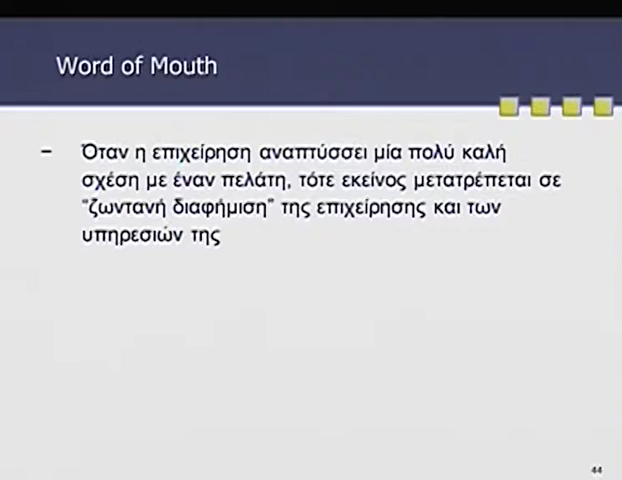 Word of Mouth
– Όταν η επιχείρηση αναπτύσσει μία πολύ καλή
σχέση με έναν πελάτη, τότε εκείνος μετατρέπεται σε
“ζωντανή διαφήμιση” της επιχείρησης και των
υπηρεσιών της
44